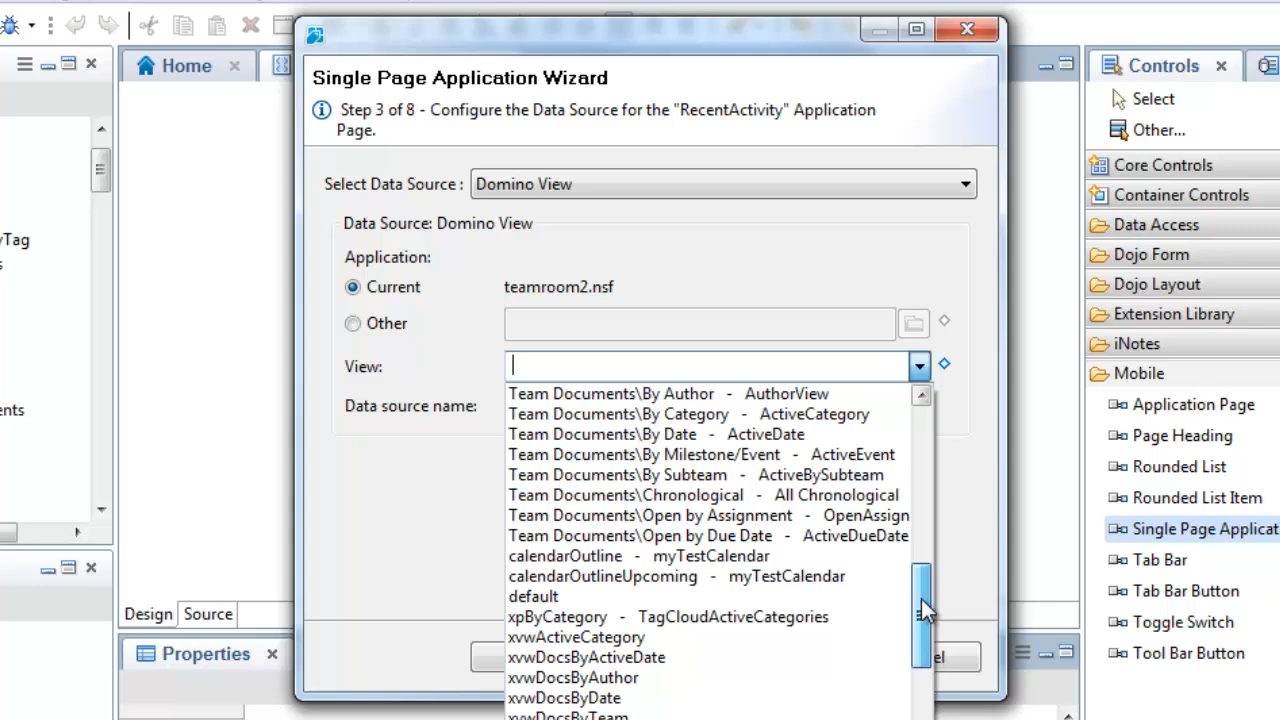 Single Page Application Wizard
Step 3 of 8 - Configure the Data Source for the "RecentActivity" Application
Page.
Select Data Source :
Domino View
Data Source: Domino View
Application:
Current
teamroom2.nsf
Other
View:
Data source name:
Team Documents\By Author - AuthorView
Team Documents\By Category - ActiveCategory
Team Documents\By Date - ActiveDate
Team Documents\By Milestone/Event - ActiveEvent
Team Documents\By Subteam - ActiveBySubteam
Team Documents\Chronological - All Chronological
Team Documents\Open by Assignment - OpenAssign
Team Documents\Open by Due Date - ActiveDueDate
calendarOutline - myTestCalendar
calendarOutlineUpcoming - myTestCalendar
default
xpByCategory - TagCloudActiveCategories
xvwActiveCategory
xvwDocsByActiveDate
xvwDocsByAuthor
xvwDocsByDate
xvwDocsByTeam
el
Home
yTag
s
ents
Design
Source
Properties
Controls
Select
Other...
Core Controls
Container Controls
Data Access
Dojo Form
Dojo Layout
Extension Library
iNotes
Mobile
Application Page
Page Heading
Rounded List
Rounded List Item
Single Page Applicat
Tab Bar
Tab Bar Button
Toggle Switch
Tool Bar Button